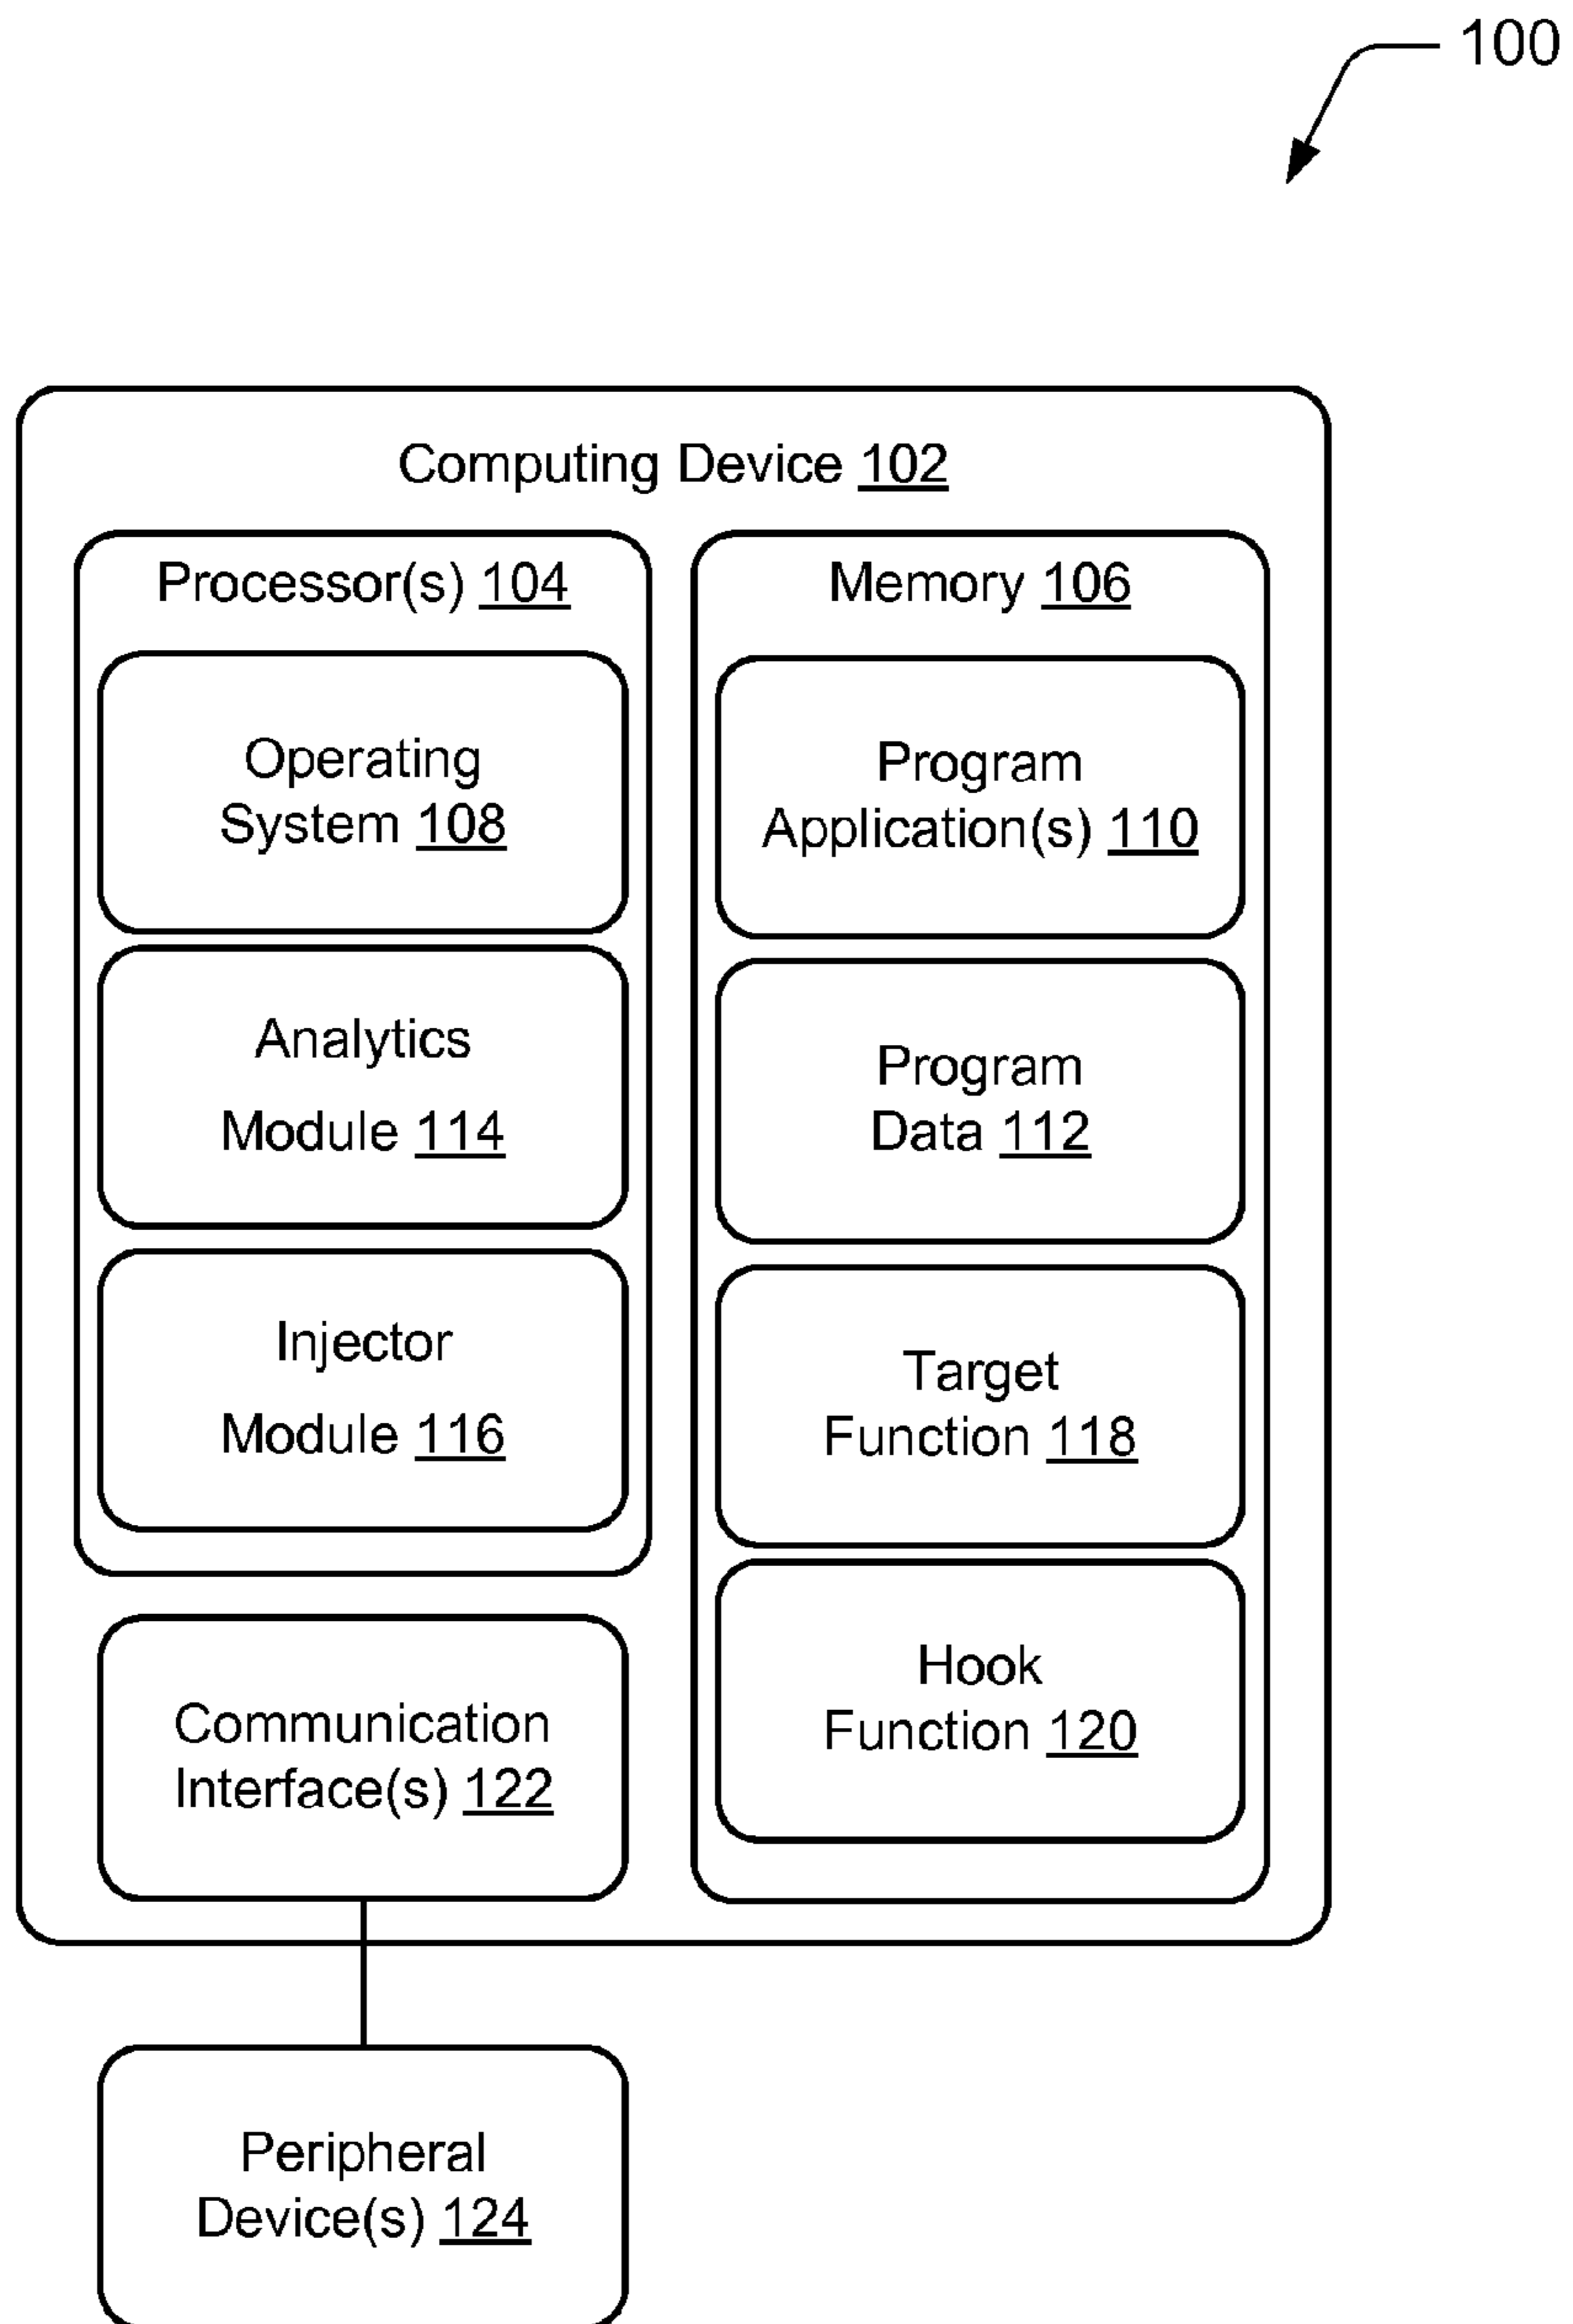 100
Computing Device 102
Processor(s) 104
Operating
System 108
Analytics
Module 114
Injector
Module 116
Communication
Interface(s) 122
Memory 106
Program
Application(s) 110
Program
Data 112
Target
Function 118
Hook
Function 120
Peripheral
Device(s) 124